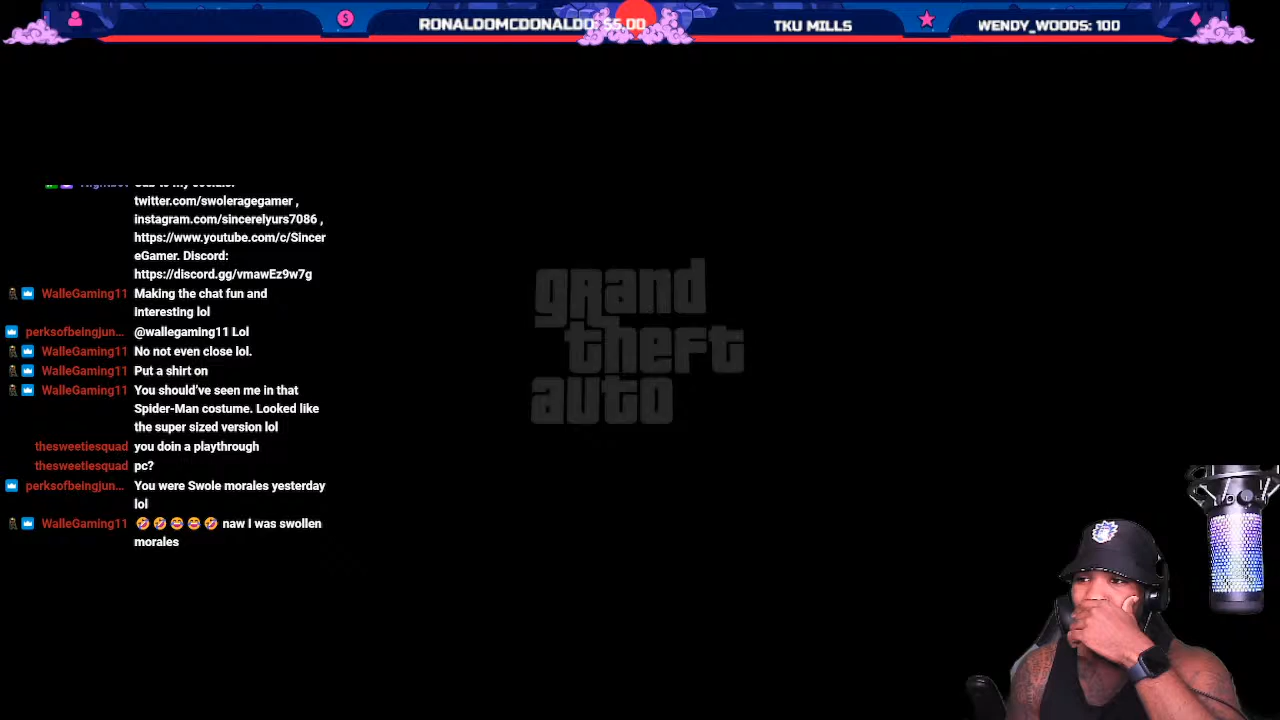 RONALDOMCDONALDO: $5.00
TKU MILLS
WENDY_WOODS: 100
twitter.com/swoleragegamer ,
instagram.com/sincerelyurs7086 ,
https://www.youtube.com/c/Sincer
eGamer. Discord:
https://discord.gg/vmawEz9w7g
WalleGaming11 Making the chat fun and
interesting lol
perksofbeingjun... @wallegaming11 Lol
WalleGaming11 No not even close lol.
WalleGaming11 Put a shirt on
WalleGaming11 You should've seen me in that
Spider-Man costume. Looked like
the super sized version lol
thesweetiesquad you doin a playthrough
thesweetiesquad pc?
perksofbeingjun... You were Swole morales yesterday
lol
WalleGaming11 🤣 🤣 😂 😂 🤣 naw I was swollen
morales
grand
theft
auto